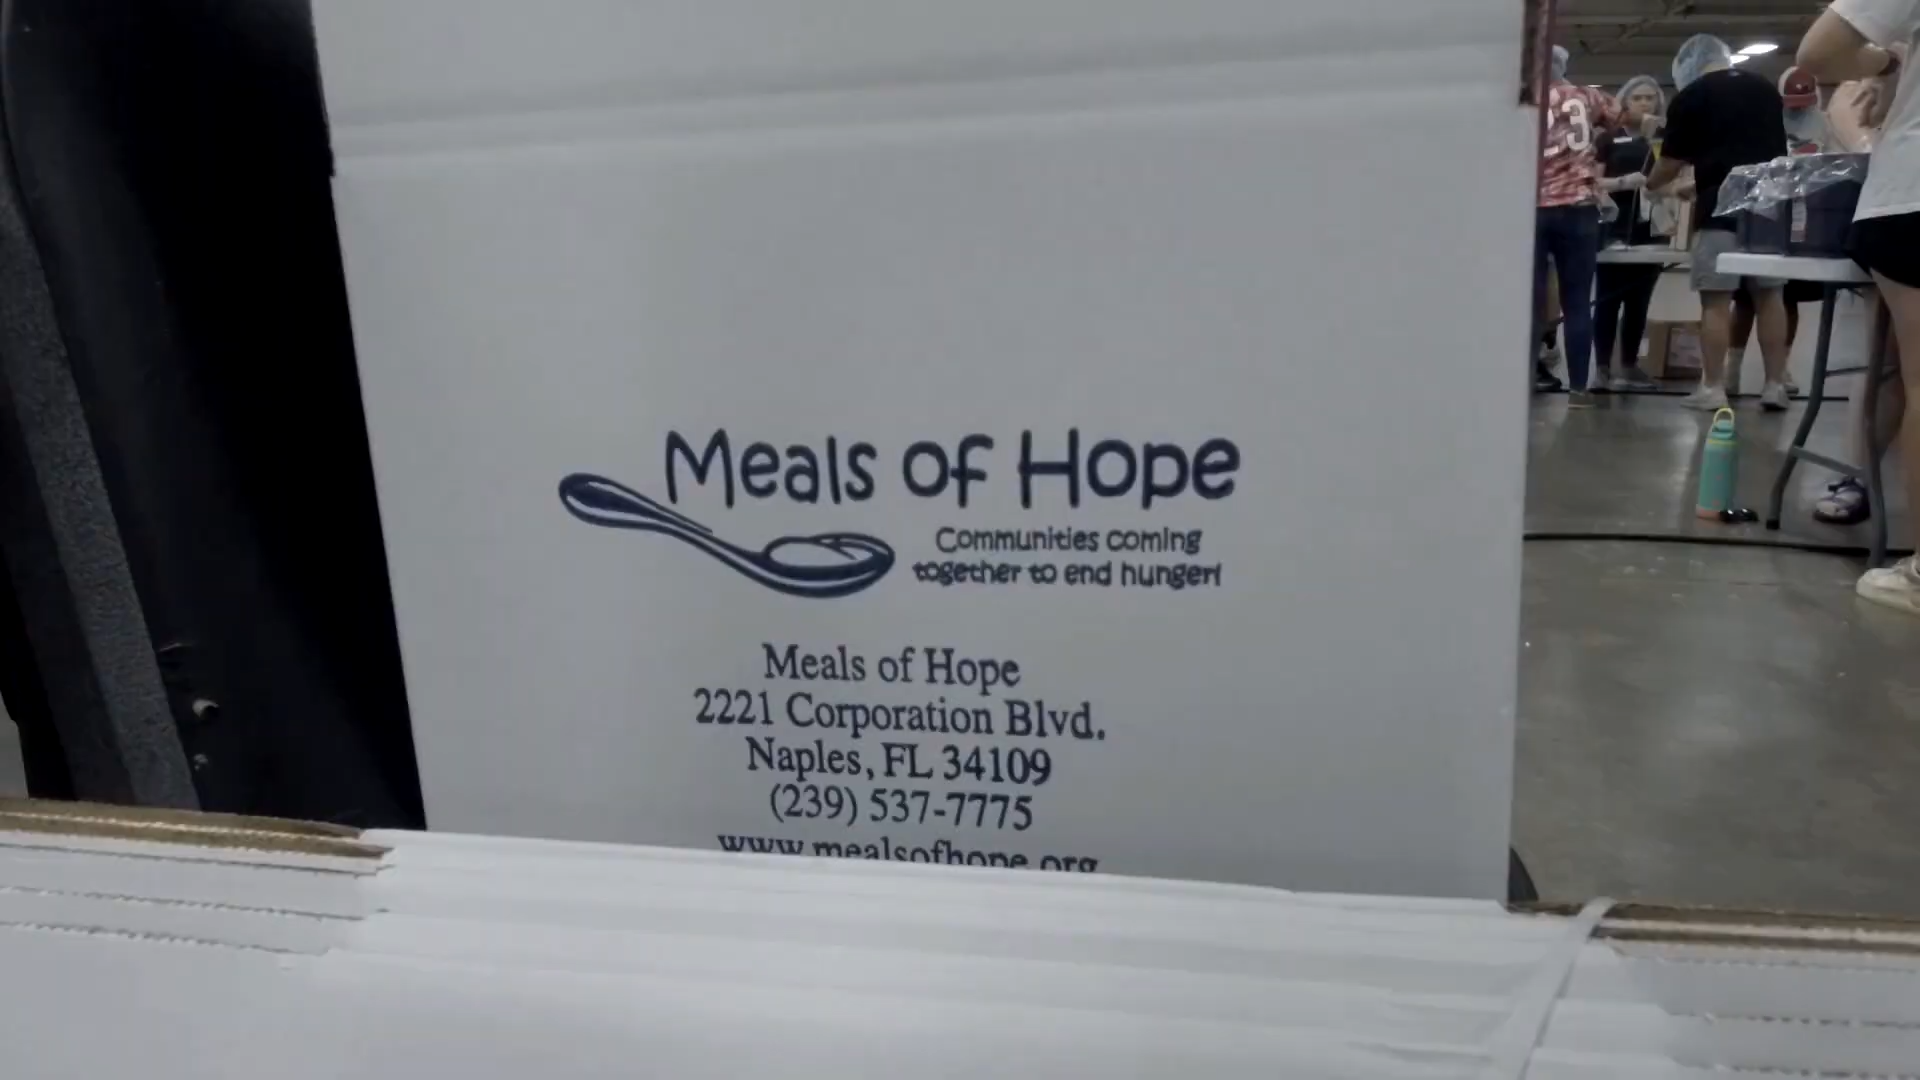 Meals of Hope
Communities coming
together to end hunger!
Meals of Hope
2221 Corporation Blvd.
Naples, FL 34109
(239) 537-7775
www.mealsofhope.org
23